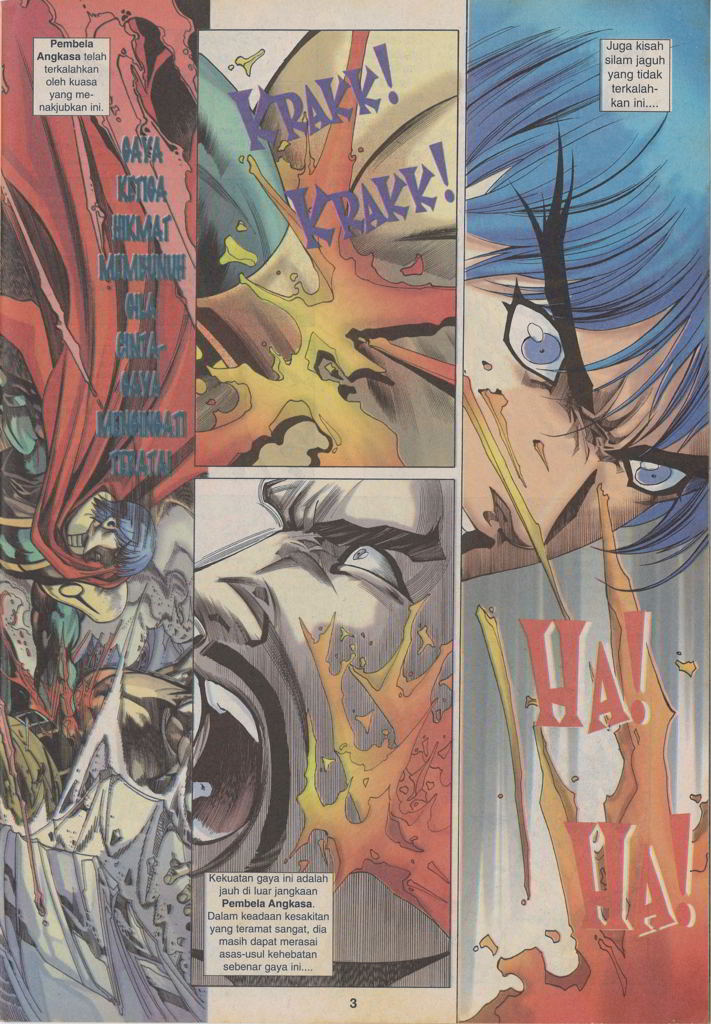 Pembela
Angkasa telah
terkalahkan
oleh kuasa
yang me-
nakjubkan ini.
GAYA
KETIGA
HIKMAT
MEMBUNUH
GILA
CINTA-
GAYA
MENGINGATI
TERATAI
KRAKK!
KRAKK!
Kekuatan gaya ini adalah
jauh di luar jangkaan
Pembela Angkasa.
Dalam keadaan kesakitan
yang teramat sangat, dia
masih dapat merasai
asas-usul kehebatan
sebenar gaya ini....
Juga kisah
silam jaguh
yang tidak
terkalah-
kan ini....
HA!
HA!
3